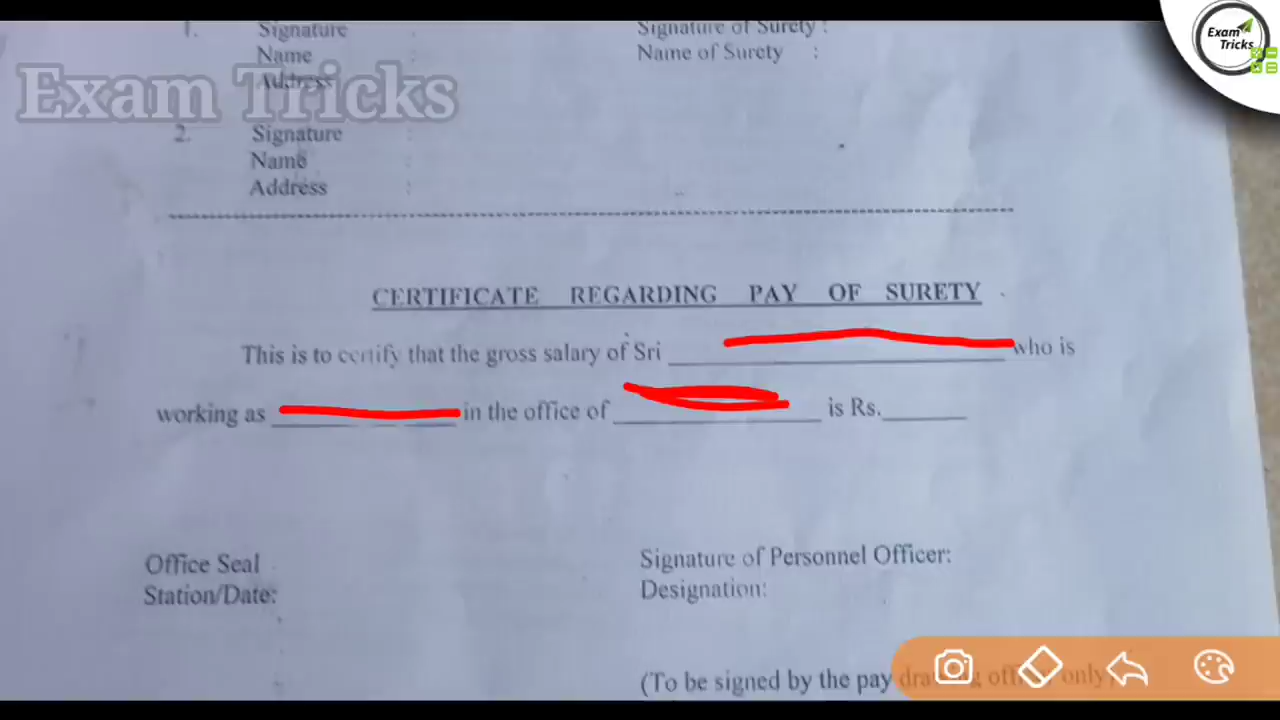 Exam Tricks
1. Signature : Signature of Surety :
Name : Name of Surety :
Address
Exam Tricks
2. Signature :
Name :
Address :
CERTIFICATE REGARDING PAY OF SURETY
This is to certify that the gross salary of Sri who is
working as in the office of is Rs.
Office Seal Signature of Personnel Officer:
Station/Date: Designation:
(To be signed by the pay drawing officer only)